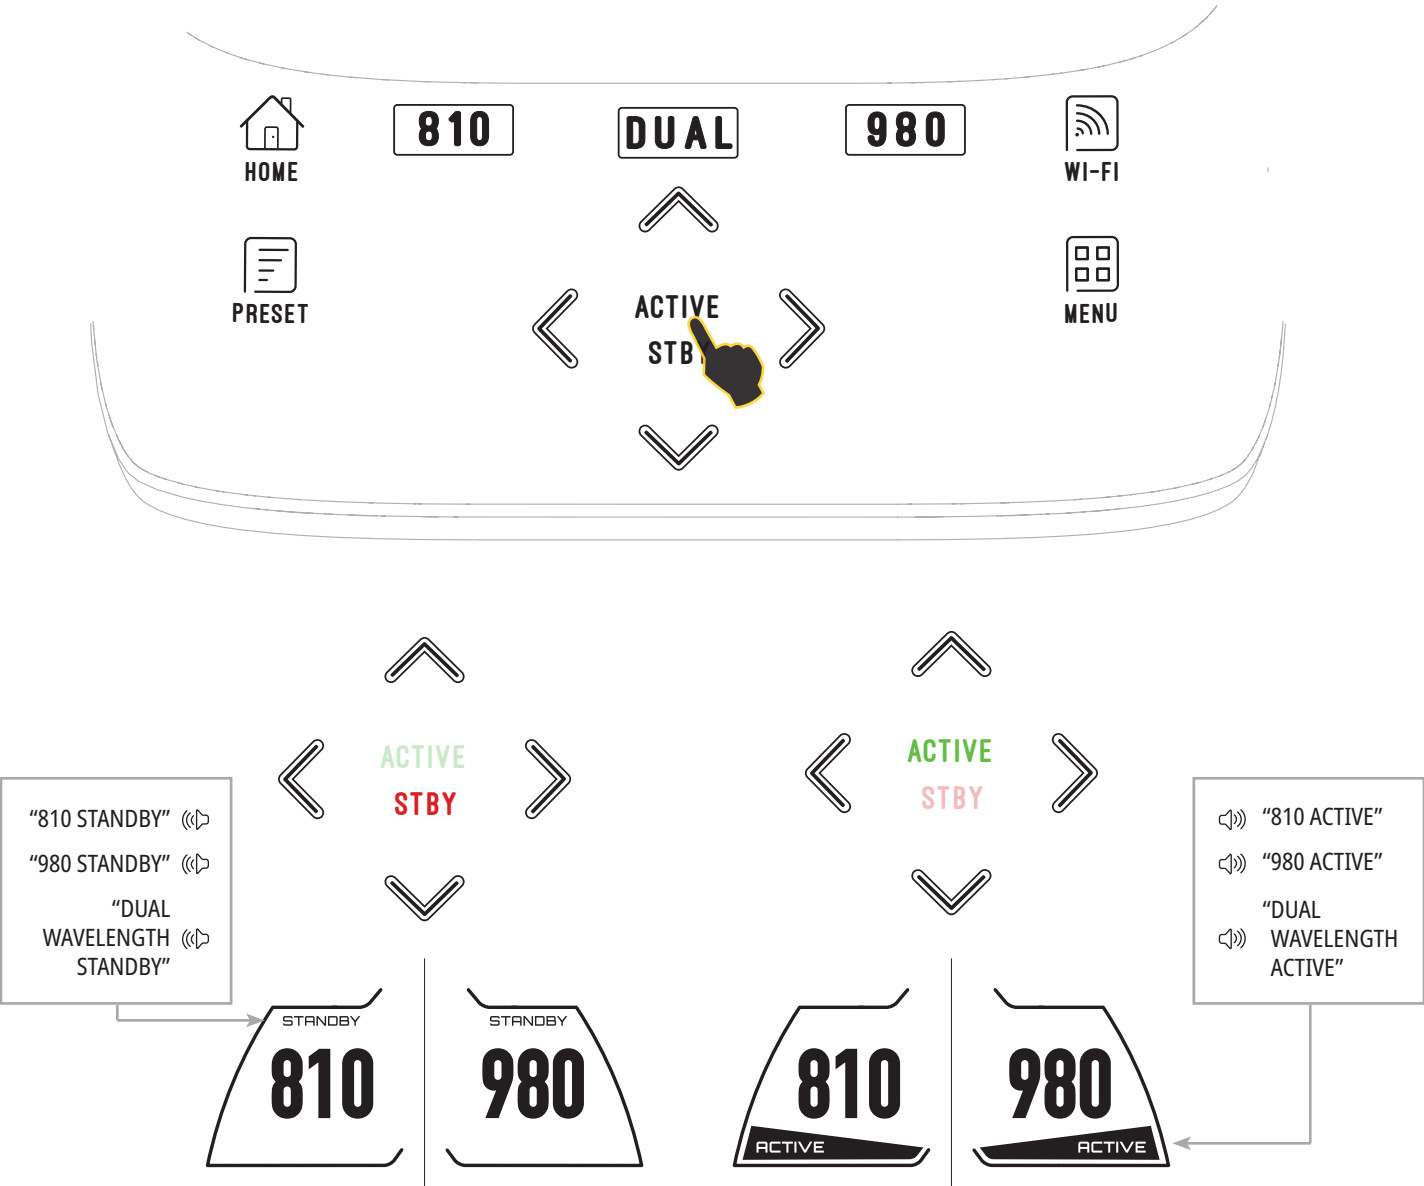 810 DUAL 980
HOME
WI-FI
PRESET
MENU
ACTIVE
STBY
ACTIVE
STBY
ACTIVE
STBY
“810 STANDBY”
“980 STANDBY”
“DUAL
WAVELENGTH
STANDBY”
“810 ACTIVE”
“980 ACTIVE”
“DUAL
WAVELENGTH
ACTIVE”
STANDBY
810
STANDBY
980
810
ACTIVE
980
ACTIVE